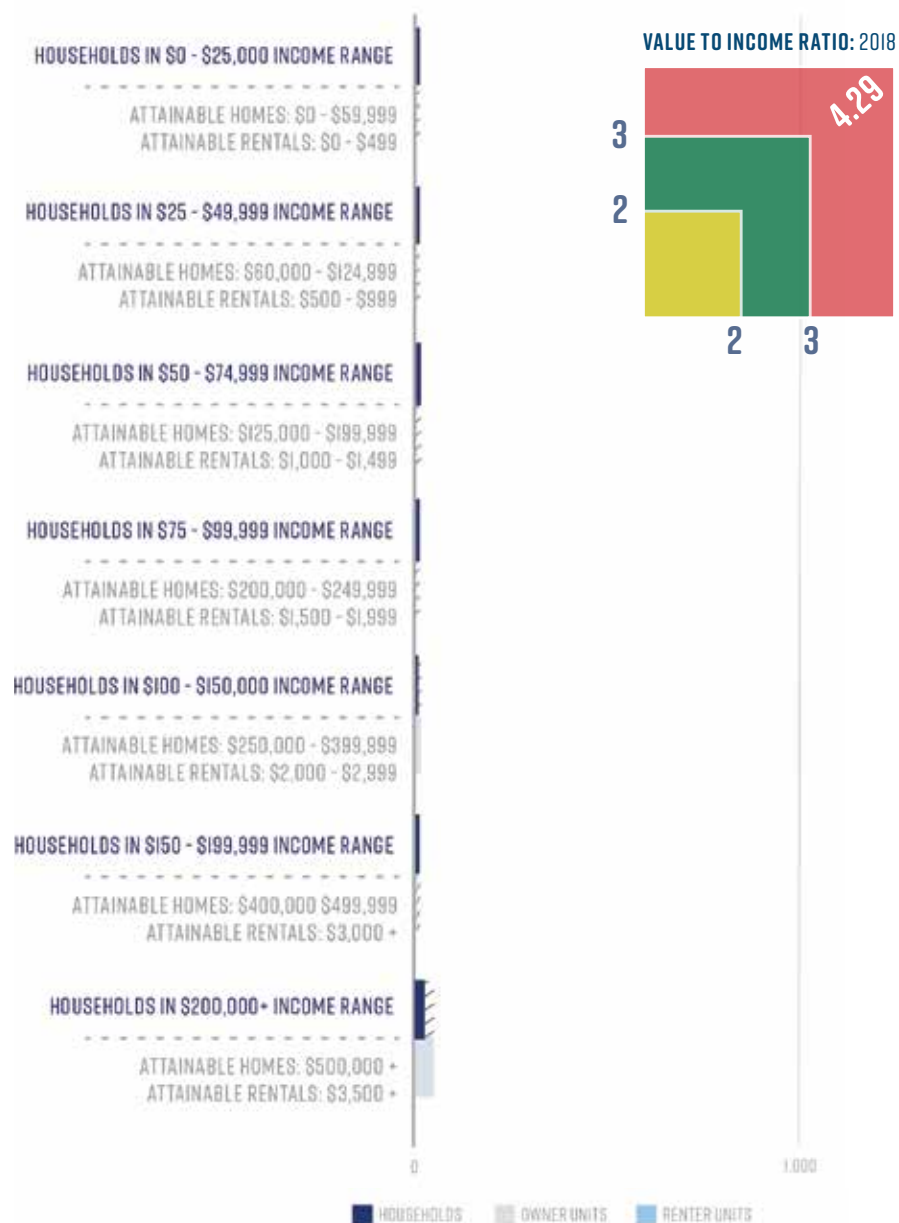 HOUSEHOLDS IN $0 - $25,000 INCOME RANGE
ATTAINABLE HOMES: $0 - $59,999
ATTAINABLE RENTALS: $0 - $499
HOUSEHOLDS IN $25 - $49,999 INCOME RANGE
ATTAINABLE HOMES: $60,000 - $124,999
ATTAINABLE RENTALS: $500 - $999
HOUSEHOLDS IN $50 - $74,999 INCOME RANGE
ATTAINABLE HOMES: $125,000 - $199,999
ATTAINABLE RENTALS: $1,000 - $1,499
HOUSEHOLDS IN $75 - $99,999 INCOME RANGE
ATTAINABLE HOMES: $200,000 - $249,999
ATTAINABLE RENTALS: $1,500 - $1,999
HOUSEHOLDS IN $100 - $150,000 INCOME RANGE
ATTAINABLE HOMES: $250,000 - $399,999
ATTAINABLE RENTALS: $2,000 - $2,999
HOUSEHOLDS IN $150 - $199,999 INCOME RANGE
ATTAINABLE HOMES: $400,000 $499,999
ATTAINABLE RENTALS: $3,000 +
HOUSEHOLDS IN $200,000+ INCOME RANGE
ATTAINABLE HOMES: $500,000 +
ATTAINABLE RENTALS: $3,500 +
0
1,000
HOUSEHOLDS
OWNER UNITS
RENTER UNITS
VALUE TO INCOME RATIO: 2018
4.29
3
2
2
3